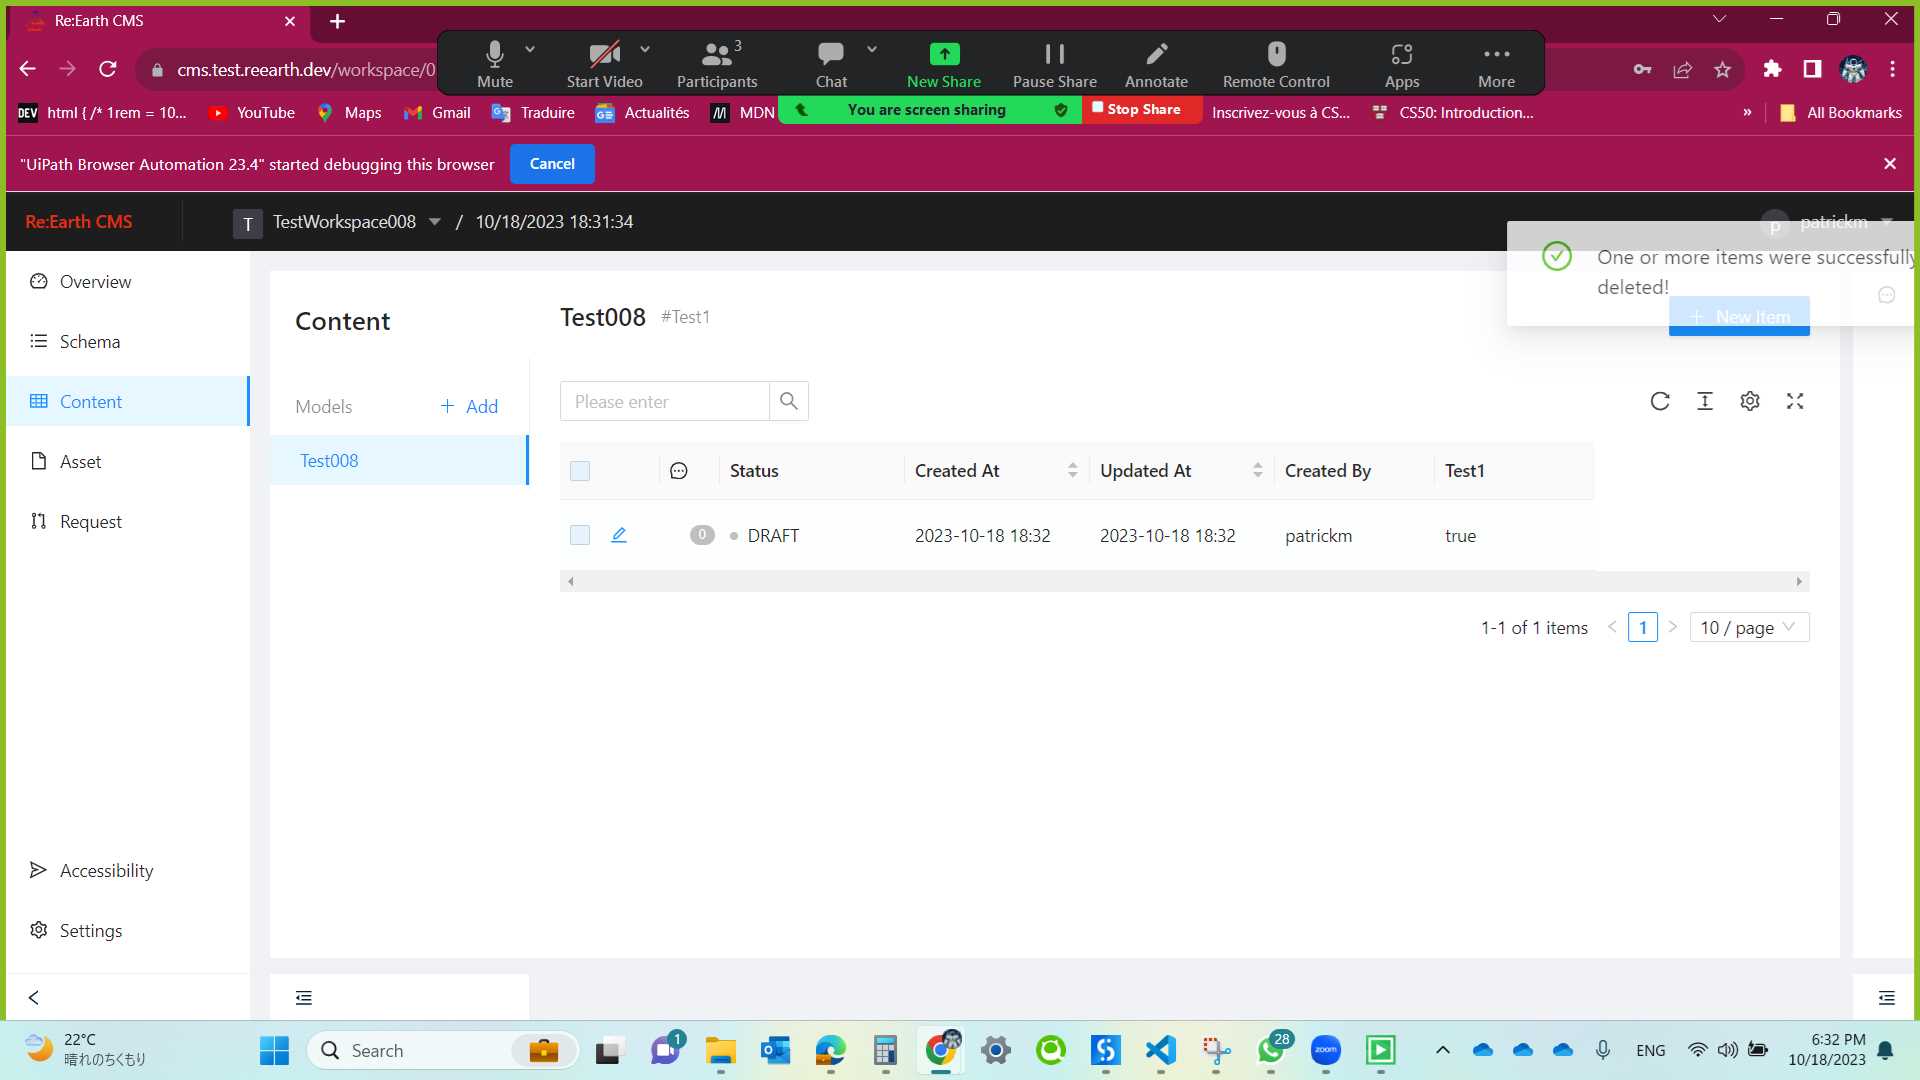 Re:Earth CMS
cms.test.reearth.dev/workspace/0
Mute
Start Video
3
Participants
Chat
New Share
Pause Share
Annotate
Remote Control
Apps
More
DEV
html { /* 1rem = 10...
YouTube
Maps
Gmail
Traduire
Actualités
MDN
You are screen sharing
Stop Share
Inscrivez-vous à CS...
CS50: Introduction...
»
All Bookmarks
"UiPath Browser Automation 23.4" started debugging this browser
Cancel
Re:Earth CMS
T
TestWorkspace008
/
10/18/2023 18:31:34
p
patrickm
One or more items were successfully
deleted!
Overview
Schema
Content
Asset
Request
Accessibility
Settings
Content
Models
+ Add
Test008
Test008
#Test1
+ New Item
Please enter
Status
Created At
Updated At
Created By
Test1
0
DRAFT
2023-10-18 18:32
2023-10-18 18:32
patrickm
true
1-1 of 1 items
1
10 / page
22°C
晴れのちくもり
Search
1
28
zoom
ENG
6:32 PM
10/18/2023